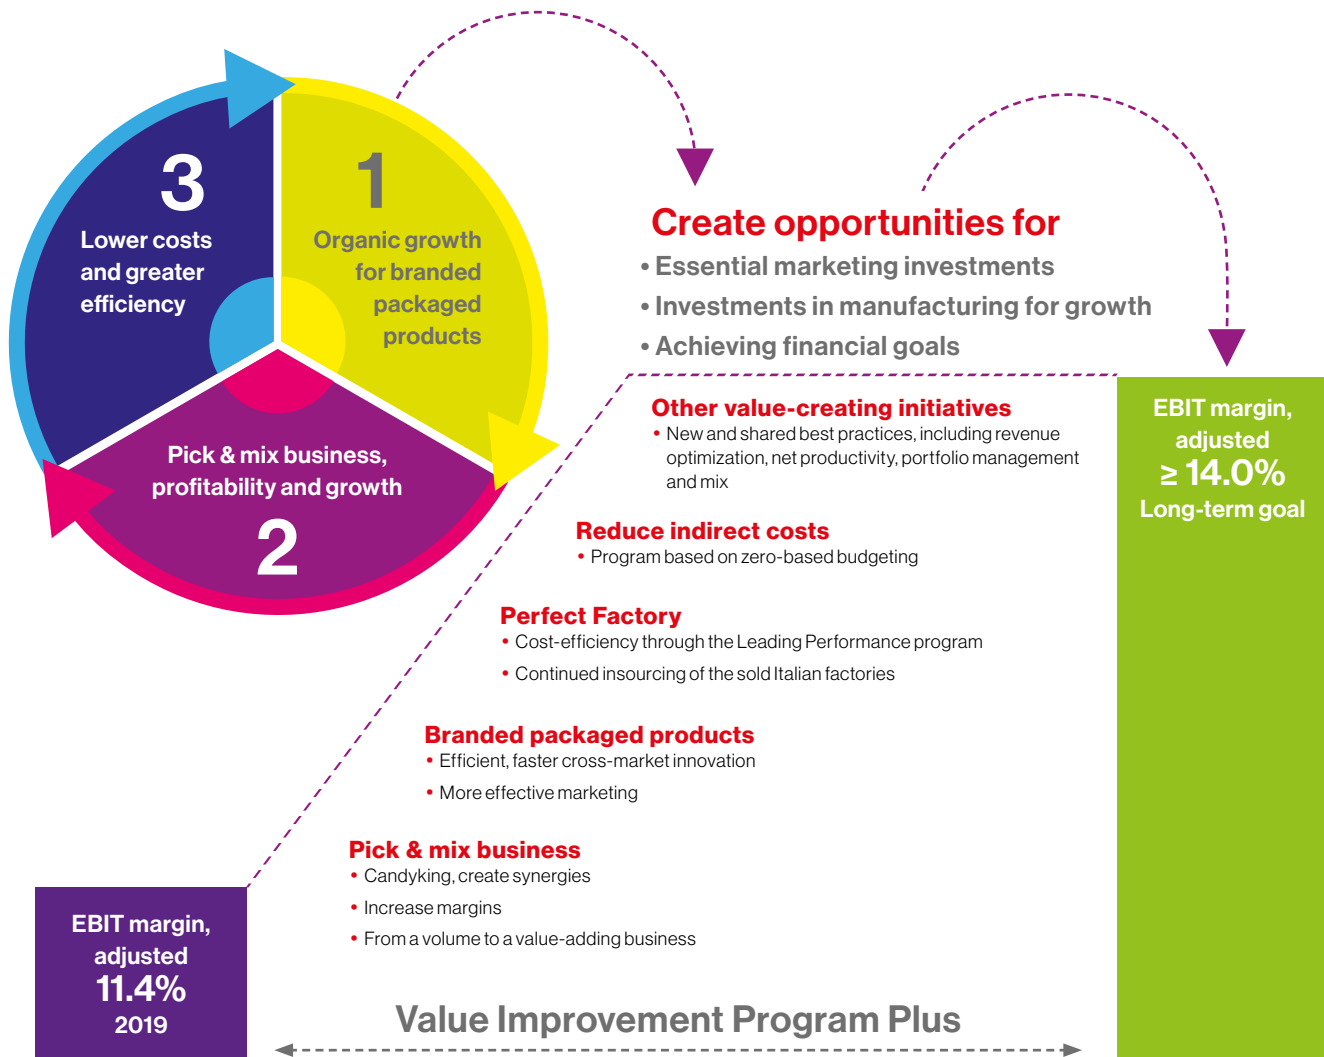 3
Lower costs
and greater
efficiency
1
Organic growth
for branded
packaged
products
Pick & mix business,
profitability and growth
2
Create opportunities for
• Essential marketing investments
• Investments in manufacturing for growth
• Achieving financial goals
Other value-creating initiatives
• New and shared best practices, including revenue
optimization, net productivity, portfolio management
and mix
Reduce indirect costs
• Program based on zero-based budgeting
Perfect Factory
• Cost-efficiency through the Leading Performance program
• Continued insourcing of the sold Italian factories
Branded packaged products
• Efficient, faster cross-market innovation
• More effective marketing
Pick & mix business
• Candyking, create synergies
• Increase margins
• From a volume to a value-adding business
EBIT margin,
adjusted
11.4%
2019
EBIT margin,
adjusted
≥ 14.0%
Long-term goal
Value Improvement Program Plus